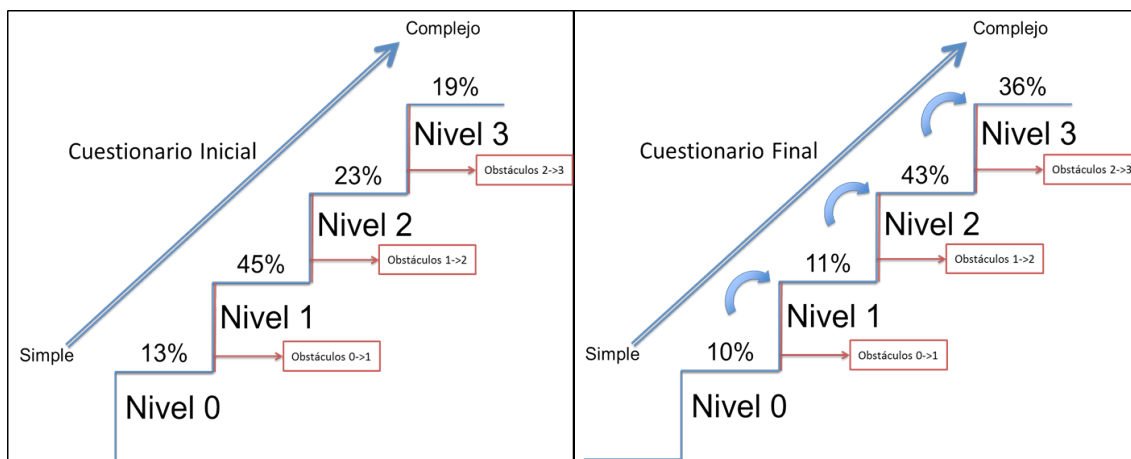 Complejo
19%
Nivel 3
Cuestionario Inicial
Obstáculos 2->3
23%
Nivel 2
Obstáculos 1->2
45%
Nivel 1
Simple
13%
Obstáculos 0->1
Nivel 0
Complejo
36%
Nivel 3
Cuestionario Final
Obstáculos 2->3
43%
Nivel 2
Obstáculos 1->2
11%
Nivel 1
Simple
10%
Obstáculos 0->1
Nivel 0